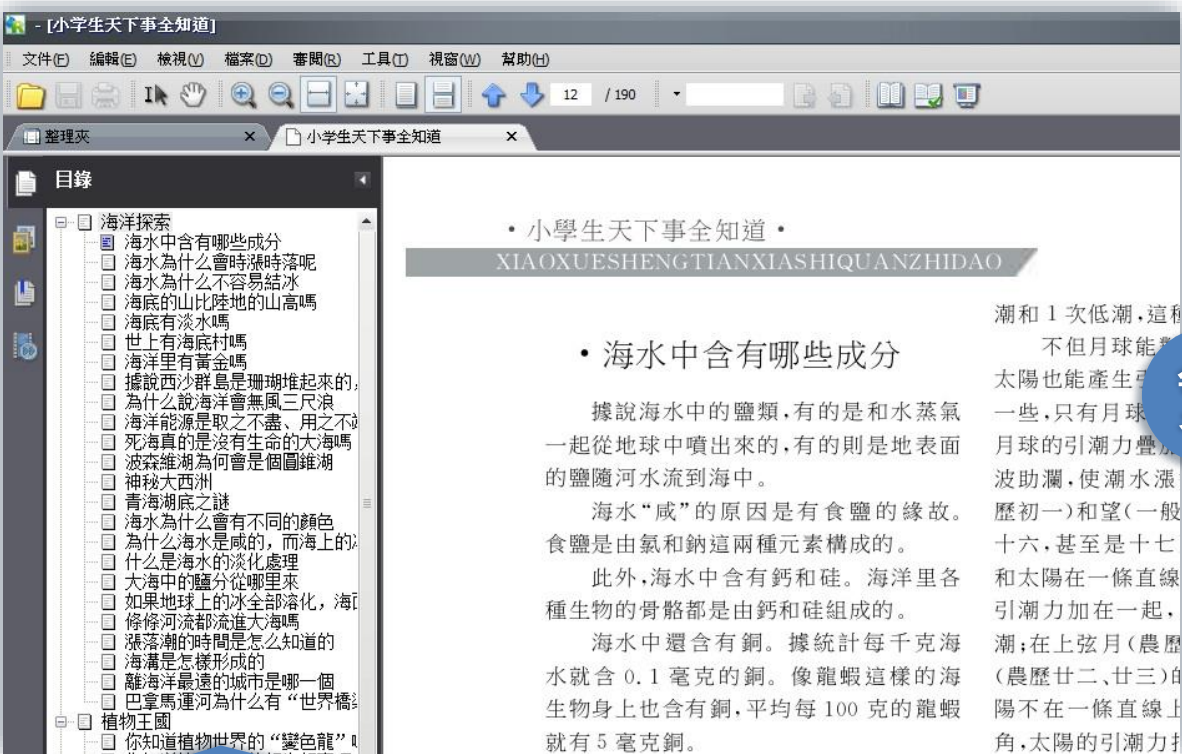 - [小学生天下事全知道]
文件(F) 編輯(E) 檢視(V) 檔案(D) 審閱(R) 工具(T) 視窗(W) 幫助(H)
12 / 190
整理夾 × 小学生天下事全知道 ×
目錄
海洋探索
海水中含有哪些成分
海水為什么會時漲時落呢
海水為什么不容易結冰
海底的山比陸地的山高嗎
海底有淡水嗎
世上有海底村嗎
海洋里有黃金嗎
據說西沙群島是珊瑚堆起來的,
為什么說海洋會無風三尺浪
海洋能源是取之不盡、用之不
死海真的是沒有生命的大海嗎
波森維湖為何會是個圓錐湖
神秘大西洲
青海湖底之謎
海水為什么會有不同的顏色
為什么海水是咸的，而海上的
什么是海水的淡化處理
大海中的鹽分從哪里來
如果地球上的冰全部溶化，海
條條河流都流進大海嗎
漲落潮的時間是怎么知道的
海溝是怎樣形成的
離海洋最遠的城市是哪一個
巴拿馬運河為什么有“世界橋
植物王國
你知道植物世界的“變色龍”
•小學生天下事全知道•
XIAOXUESHENGTIANXIASHIQUANZHIDAO
•海水中含有哪些成分
據說海水中的鹽類,有的是和水蒸氣
一起從地球中噴出來的,有的則是地表面
的鹽隨河水流到海中。
海水“咸”的原因是有食鹽的緣故。
食鹽是由氯和鈉這兩種元素構成的。
此外,海水中含有鈣和硅。海洋里各
種生物的骨骼都是由鈣和硅組成的。
海水中還含有銅。據統計每千克海
水就含 0.1 毫克的銅。像龍蝦這樣的海
生物身上也含有銅,平均每 100 克的龍蝦
就有 5 毫克銅。
潮和 1 次低潮,這種
不但月球能
太陽也能產生
一些,只有月球
月球的引潮力疊加
波助瀾,使潮水漲
歷初一)和望(一般
十六,甚至是十七
和太陽在一條直線
引潮力加在一起,
潮;在上弦月(農歷
(農歷廿二、廿三)的
陽不在一條直線上
角,太陽的引潮力